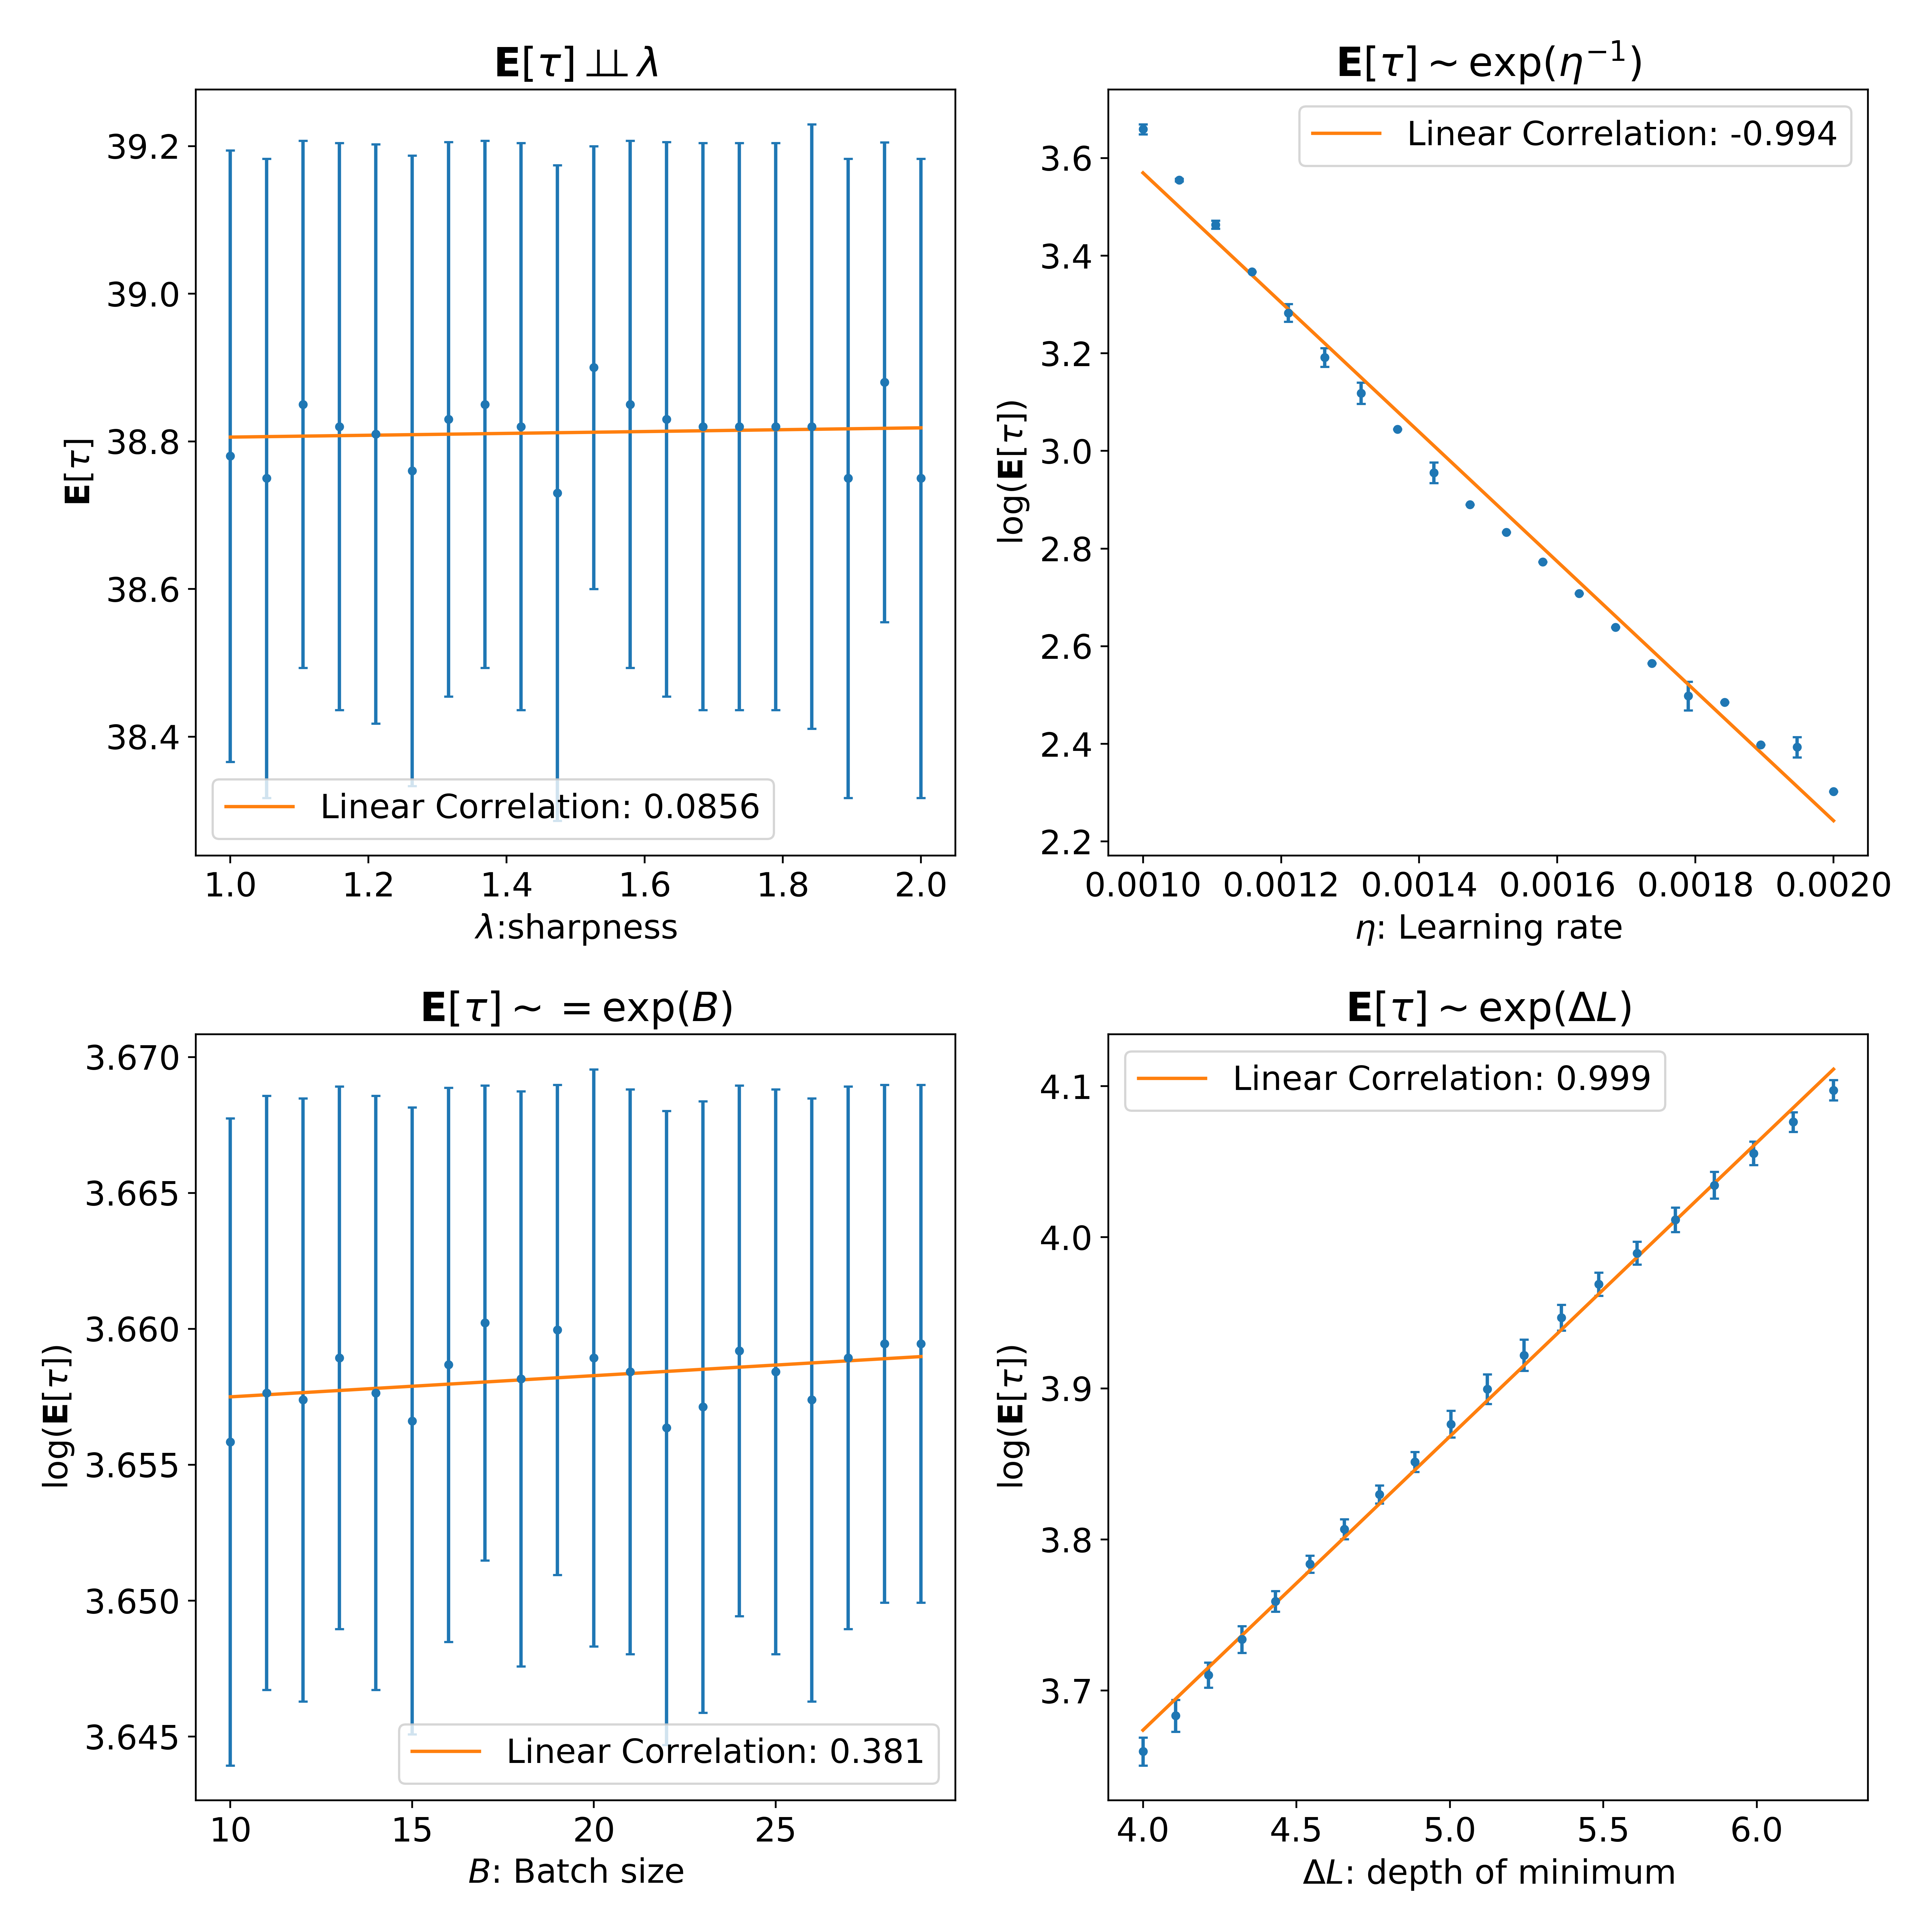 E[τ] ⫫ λ
39.2
39.0
38.8
38.6
38.4
E[τ]
Linear Correlation: 0.0856
1.0 1.2 1.4 1.6 1.8 2.0
λ:sharpness
E[τ] ~ exp(η⁻¹)
Linear Correlation: -0.994
3.6
3.4
3.2
3.0
2.8
2.6
2.4
2.2
log(E[τ])
0.0010 0.0012 0.0014 0.0016 0.0018 0.0020
η: Learning rate
E[τ] ~ = exp(B)
3.670
3.665
3.660
3.655
3.650
3.645
log(E[τ])
Linear Correlation: 0.381
10 15 20 25
B: Batch size
E[τ] ~ exp(ΔL)
Linear Correlation: 0.999
4.1
4.0
3.9
3.8
3.7
log(E[τ])
4.0 4.5 5.0 5.5 6.0
ΔL: depth of minimum